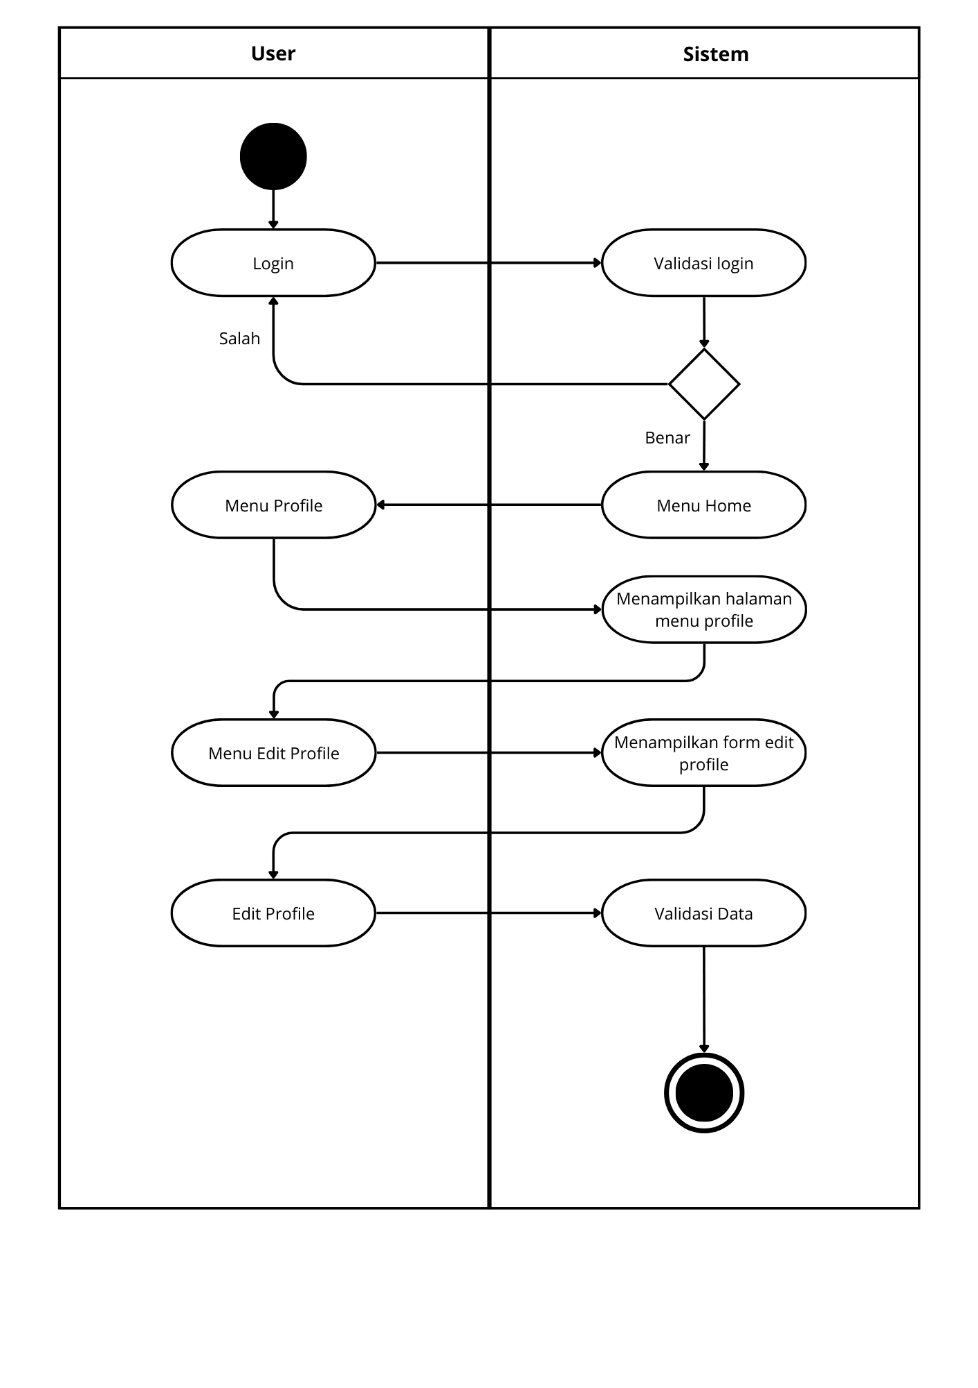 User
Sistem
Login
Validasi login
Salah
Benar
Menu Profile
Menu Home
Menampilkan halaman
menu profile
Menu Edit Profile
Menampilkan form edit
profile
Edit Profile
Validasi Data